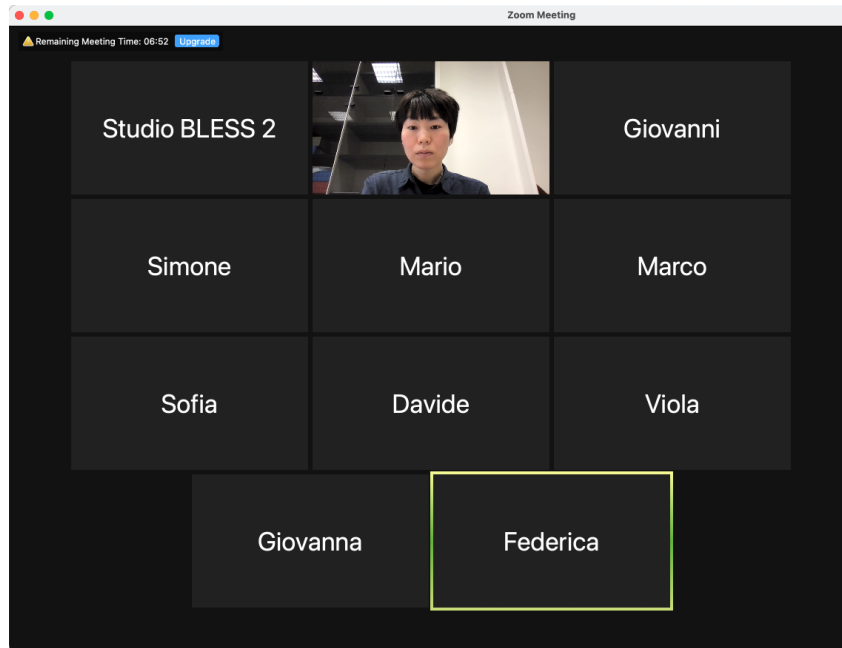 Zoom Meeting
Remaining Meeting Time: 06:52 Upgrade
Studio BLESS 2
Giovanni
Simone
Mario
Marco
Sofia
Davide
Viola
Giovanna
Federica